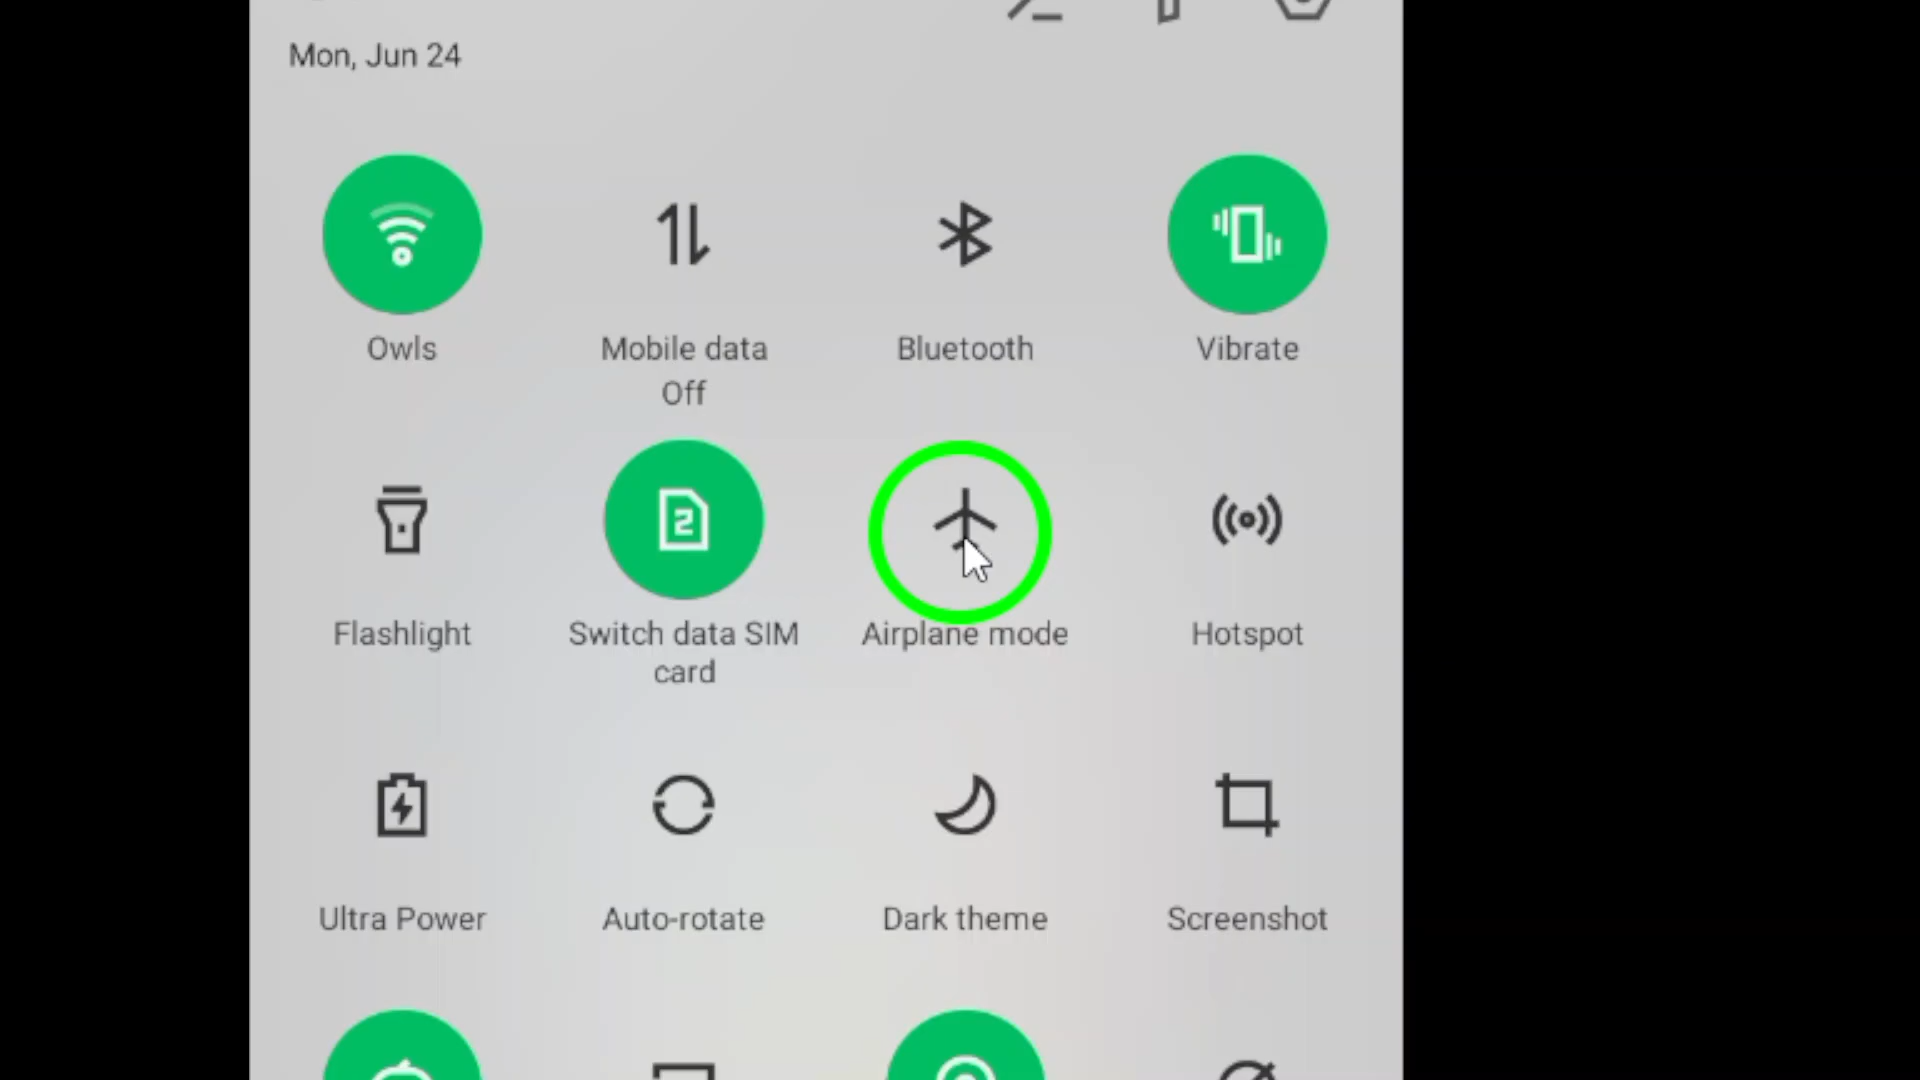 Mon, Jun 24
Owls
Mobile data
Off
Bluetooth
Vibrate
Flashlight
2
Switch data SIM
card
Airplane mode
Hotspot
Ultra Power
Auto-rotate
Dark theme
Screenshot